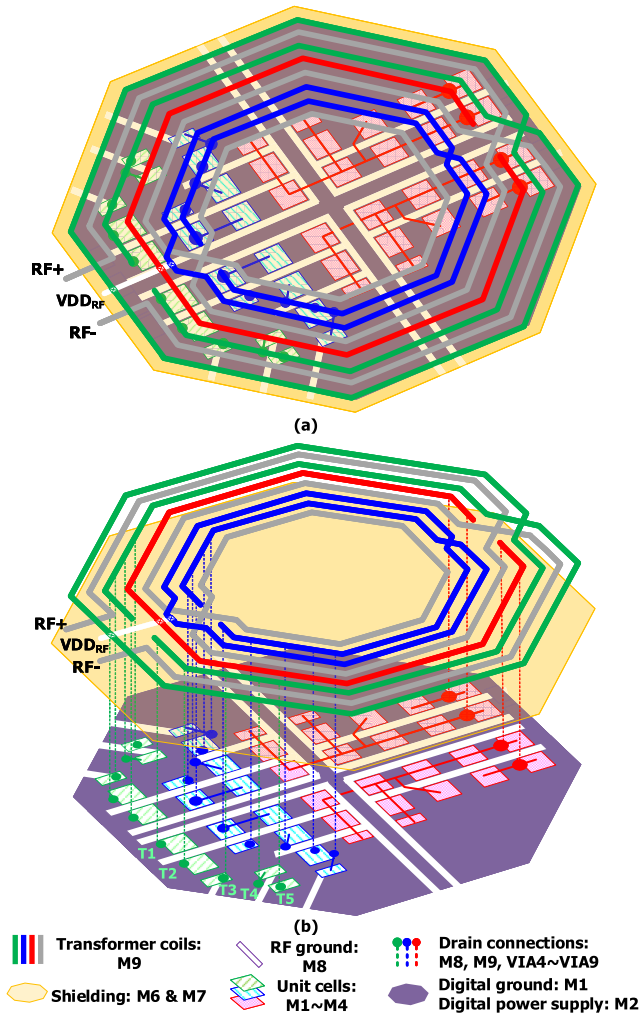 RF+
VDDRF
RF-
(a)
RF+
VDDRF
RF-
T1
T2
T3
T4
T5
(b)
Transformer coils:
M9
RF ground:
M8
Drain connections:
M8, M9, VIA4~VIA9
Shielding: M6 & M7
Unit cells:
M1~M4
Digital ground: M1
Digital power supply: M2